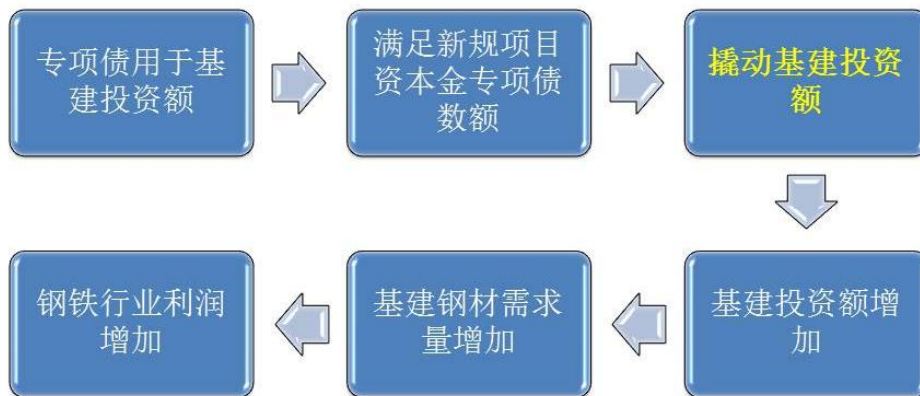 专项债用于基
建投资额
满足新规项目
资本金专项债
数额
撬动基建投资
额
基建投资额增
加
基建钢材需求
量增加
钢铁行业利润
增加